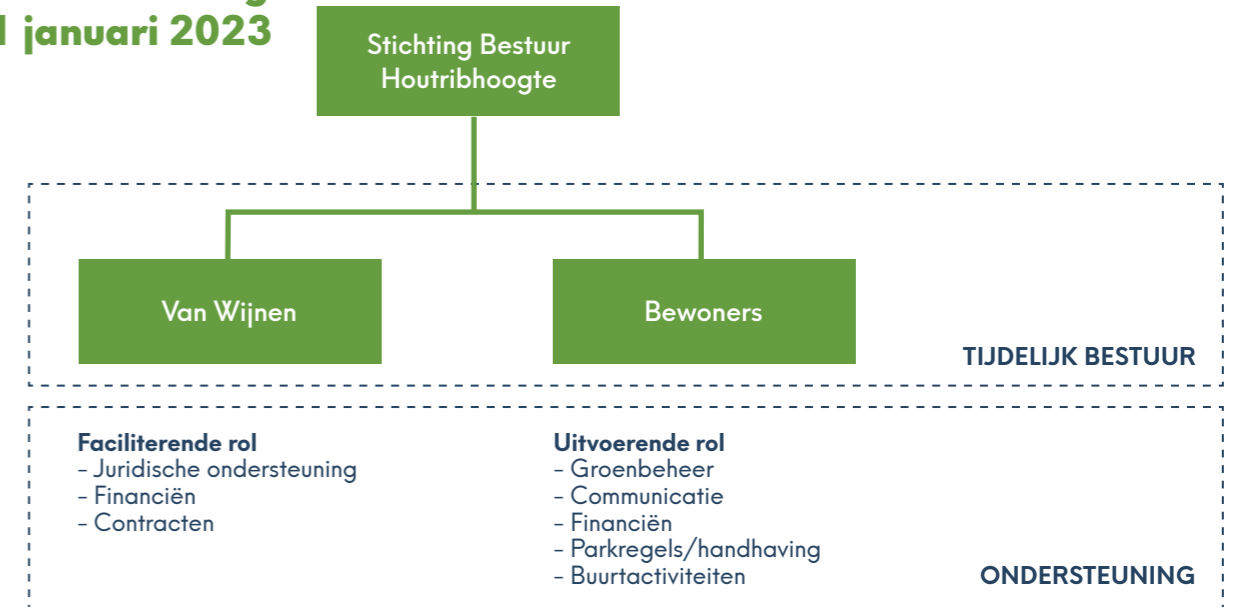 januari 2023
Stichting Bestuur
Houtribhoogte
Van Wijnen
Bewoners
TIJDELIJK BESTUUR
Faciliterende rol
- Juridische ondersteuning
- Financiën
- Contracten
Uitvoerende rol
- Groenbeheer
- Communicatie
- Financiën
- Parkregels/handhaving
- Buurtactiviteiten
ONDERSTEUNING